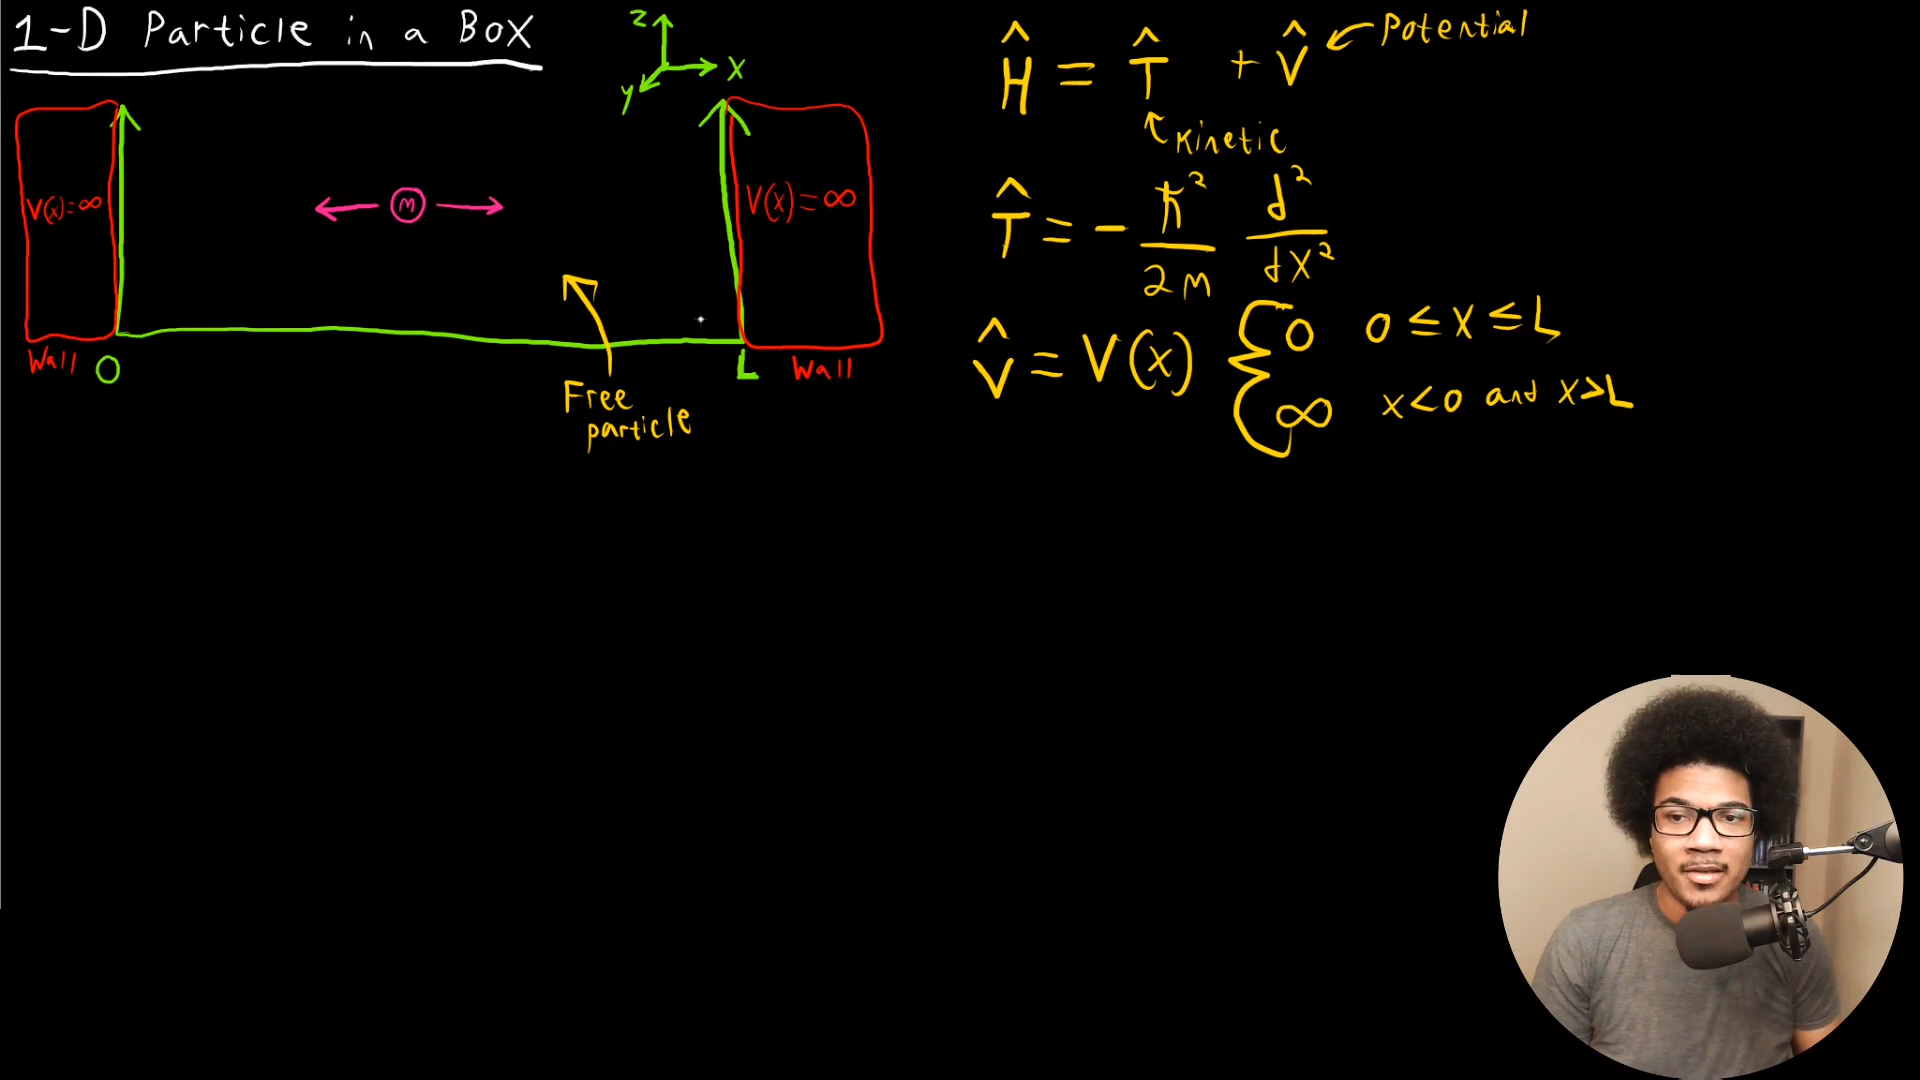 1-D Particle in a Box
z
x
y
V(x)=∞
M
V(x)=∞
Wall
0
L
Wall
Free
particle
Ĥ = T̂ + V̂
Potential
Kinetic
T̂ = - ℏ²/2m d²/dx²
V̂ = V(x) { 0 0 ≤ x ≤ L
∞ x<0 and x>L